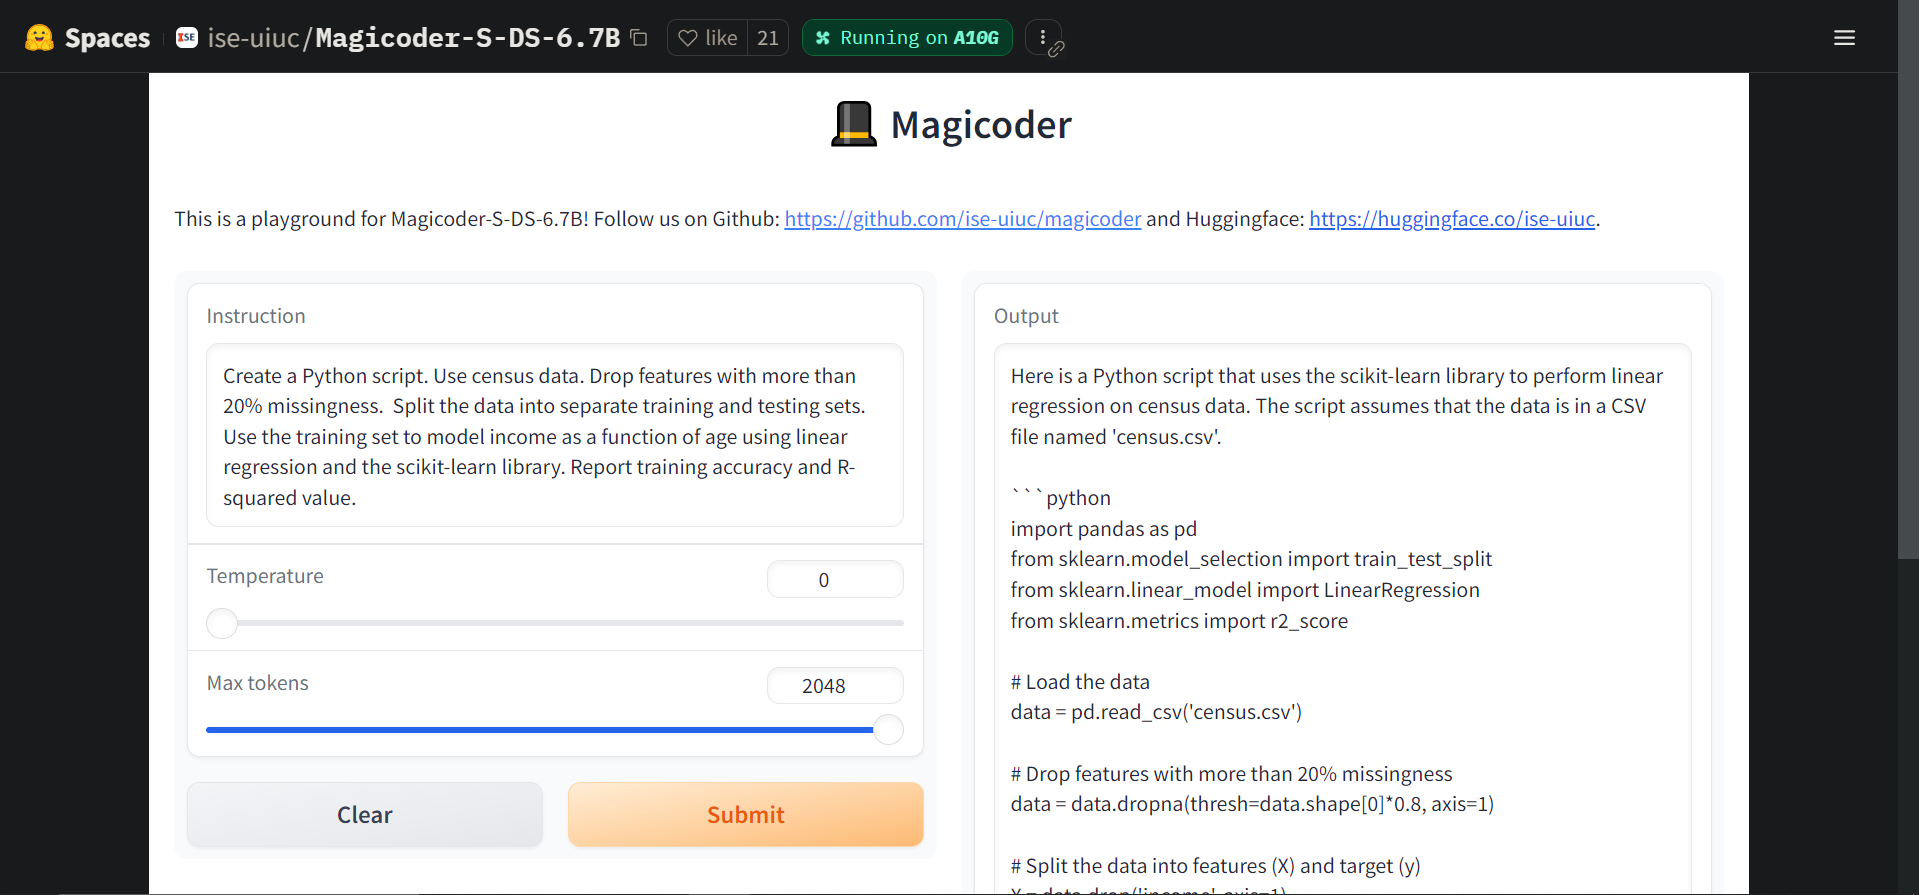 Spaces ISE ise-uiuc/Magicoder-S-DS-6.7B like 21 Running on A10G
Magicoder
This is a playground for Magicoder-S-DS-6.7B! Follow us on Github: https://github.com/ise-uiuc/magicoder and Huggingface: https://huggingface.co/ise-uiuc.
Instruction
Create a Python script. Use census data. Drop features with more than
20% missingness.  Split the data into separate training and testing sets.
Use the training set to model income as a function of age using linear
regression and the scikit-learn library. Report training accuracy and R-
squared value.
Temperature
0
Max tokens
2048
Clear
Submit
Output
Here is a Python script that uses the scikit-learn library to perform linear
regression on census data. The script assumes that the data is in a CSV
file named 'census.csv'.
```python
import pandas as pd
from sklearn.model_selection import train_test_split
from sklearn.linear_model import LinearRegression
from sklearn.metrics import r2_score
# Load the data
data = pd.read_csv('census.csv')
# Drop features with more than 20% missingness
data = data.dropna(thresh=data.shape[0]*0.8, axis=1)
# Split the data into features (X) and target (y)
X = data.drop('income', axis=1)